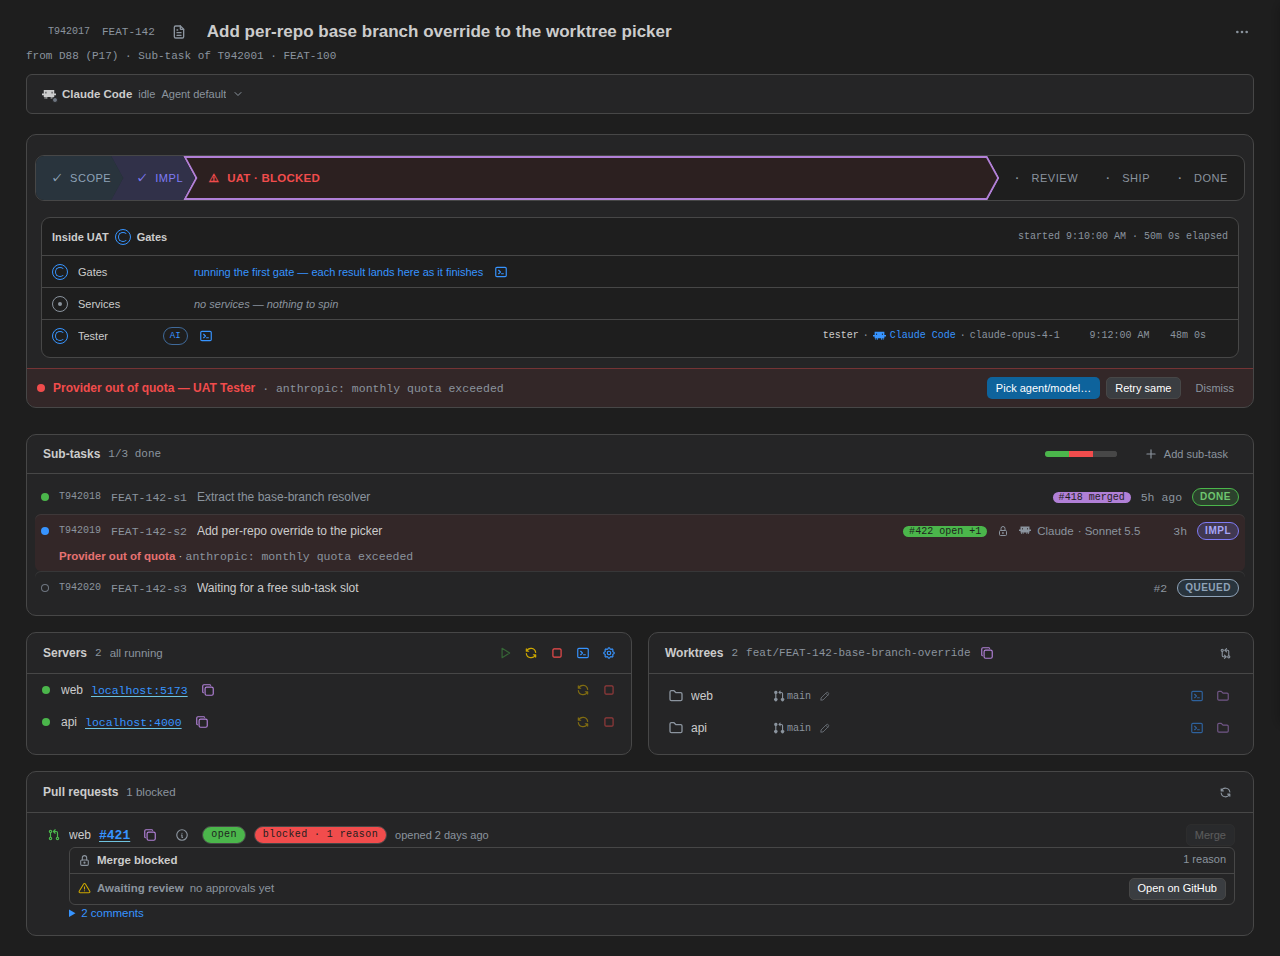 T942017 FEAT-142 Add per-repo base branch override to the worktree picker
from D88 (P17) · Sub-task of T942001 · FEAT-100
Claude Code idle Agent default
SCOPE IMPL UAT · BLOCKED · REVIEW · SHIP · DONE
Inside UAT Gates started 9:10:00 AM · 50m 0s elapsed
Gates running the first gate — each result lands here as it finishes
Services no services — nothing to spin
Tester AI tester · Claude Code · claude-opus-4-1 9:12:00 AM 48m 0s
Provider out of quota — UAT Tester · anthropic: monthly quota exceeded Pick agent/model… Retry same Dismiss
Sub-tasks 1/3 done Add sub-task
T942018 FEAT-142-s1 Extract the base-branch resolver #418 merged 5h ago DONE
T942019 FEAT-142-s2 Add per-repo override to the picker #422 open +1 Claude · Sonnet 5.5 3h IMPL
Provider out of quota · anthropic: monthly quota exceeded
T942020 FEAT-142-s3 Waiting for a free sub-task slot #2 QUEUED
Servers 2 all running
web localhost:5173
api localhost:4000
Worktrees 2 feat/FEAT-142-base-branch-override
web main
api main
Pull requests 1 blocked
web #421 open blocked · 1 reason opened 2 days ago Merge
Merge blocked 1 reason
Awaiting review no approvals yet Open on GitHub
2 comments